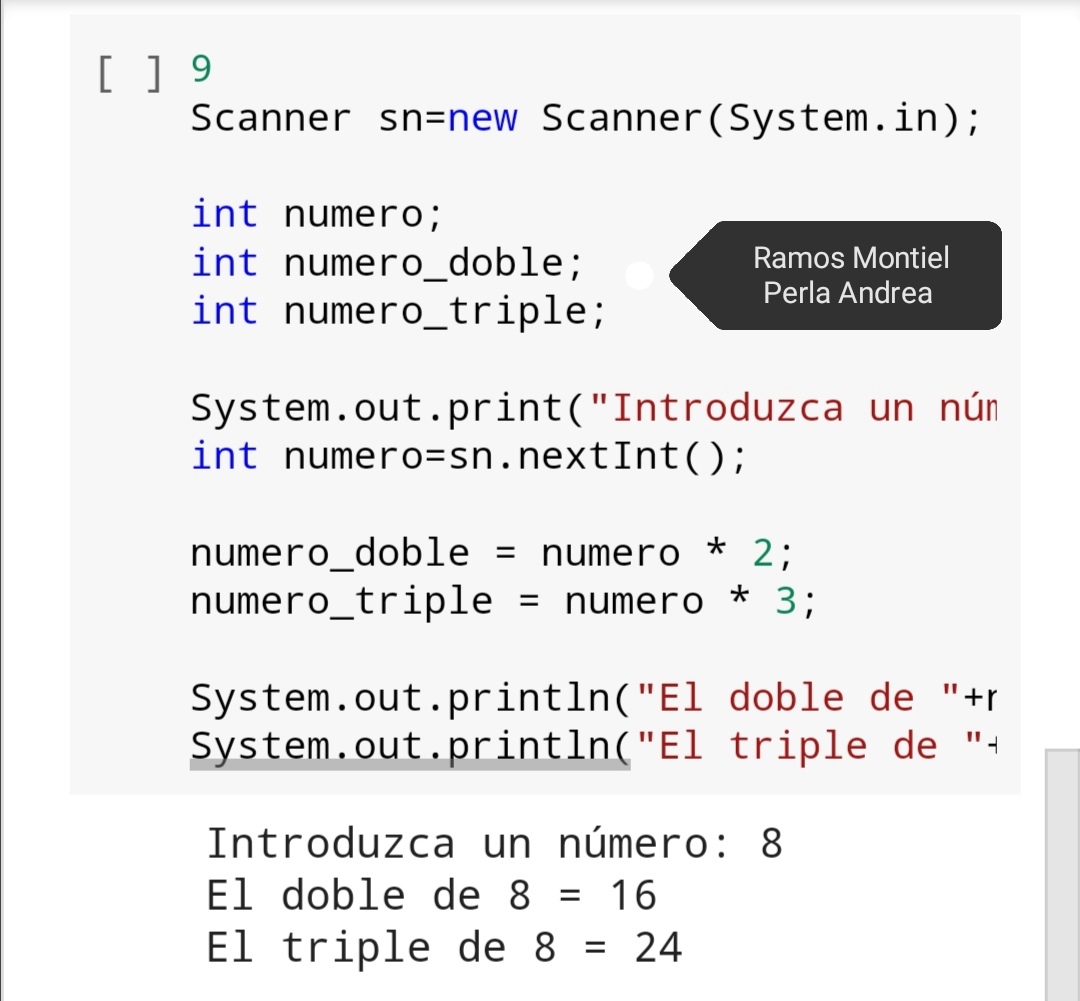 [ ] 9
Scanner sn=new Scanner(System.in);
int numero;
int numero_doble;
int numero_triple;
Ramos Montiel
Perla Andrea
System.out.print("Introduzca un núm
int numero=sn.nextInt();
numero_doble = numero * 2;
numero_triple = numero * 3;
System.out.println("El doble de "+
System.out.println("El triple de "+
Introduzca un número: 8
El doble de 8 = 16
El triple de 8 = 24